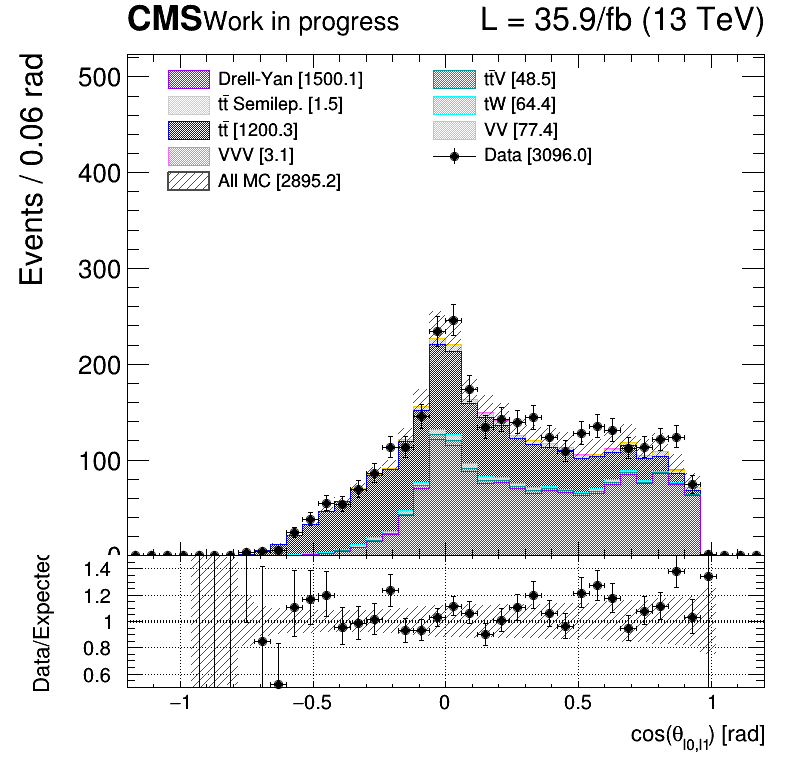 CMS Work in progress L = 35.9/fb (13 TeV)
Events / 0.06 rad
500
400
300
200
100
0
Drell-Yan [1500.1]
tt̄ Semilep. [1.5]
tt̄ [1200.3]
VVV [3.1]
All MC [2895.2]
tt̄V [48.5]
tW [64.4]
VV [77.4]
Data [3096.0]
Data/Expected
1.4
1.2
1
0.8
0.6
−1 −0.5 0 0.5 1
cos(θl0,l1) [rad]